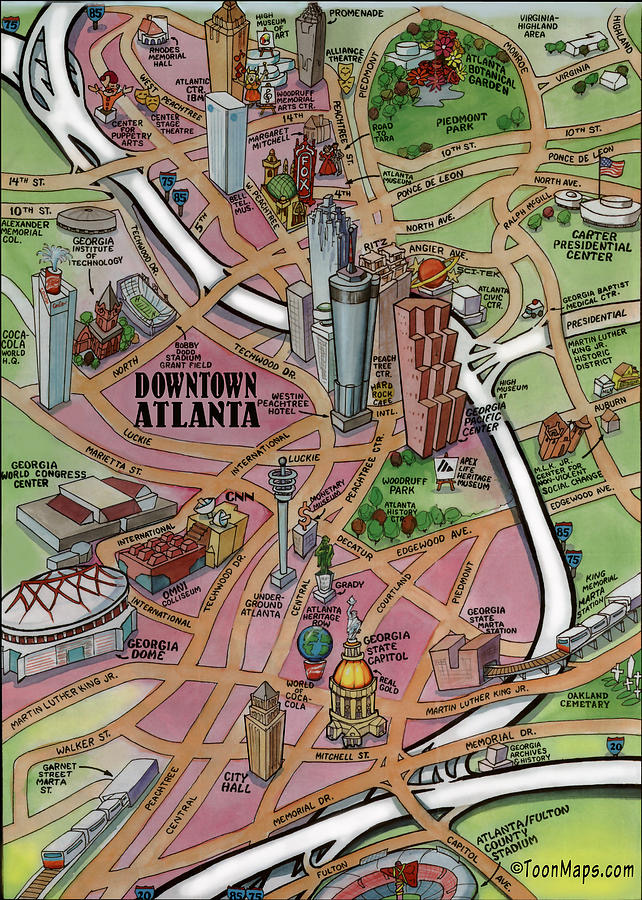 75
85
HIGH
MUSEUM
OF
ART
PROMENADE
VIRGINIA-
HIGHLAND
AREA
HIGHLAND
RHODES
MEMORIAL
HALL
ALLIANCE
THEATRE
PIEDMONT
MONROE
VIRGINIA
ATLANTA
BOTANICAL
GARDEN
WEST PEACHTREE
ATLANTIC
CTR.
IBM
WOODRUFF
MEMORIAL
ARTS CTR.
CENTER
FOR
PUPPETRY
ARTS
CENTER
STAGE
THEATRE
14TH
PEACHTREE ST.
MARGARET
MITCHELL
ROAD
TO
TARA
PIEDMONT
PARK
10TH ST.
10TH ST.
PONCE DE LEON
14TH ST.
75
85
BELL
TEL
MUS.
FOX
W. PEACHTREE
5TH
4TH
ATLANTA
MUSEUM
PONCE DE LEON
NORTH AVE.
RALPH McGILL
NORTH AVE.
10TH ST.
ALEXANDER
MEMORIAL
COL.
GEORGIA
INSTITUTE
OF
TECHNOLOGY
TECHWOOD DR.
RITZ
ANGIER AVE.
SCI-TEK
ATLANTA
CIVIC
CTR.
CARTER
PRESIDENTIAL
CENTER
GEORGIA BAPTIST
MEDICAL CTR.
PRESIDENTIAL
COCA-
COLA
WORLD
H.Q.
BOBBY
DODD
STADIUM
GRANT FIELD
NORTH
TECHWOOD DR.
MARTIN LUTHER
KING JR.
HISTORIC
DISTRICT
DOWNTOWN
ATLANTA
WESTIN
PEACHTREE
HOTEL
PEACH
TREE
CTR.
HARD
ROCK
CAFE
INTL.
HIGH
MUSEUM
AT
GEORGIA
PACIFIC
CENTER
AUBURN
LUCKIE
MARIETTA ST.
INTERNATIONAL
LUCKIE
PEACHTREE CTR.
M.L.K. JR.
CENTER FOR
NON-VIOLENT
SOCIAL CHANGE
EDGEWOOD AVE.
GEORGIA
WORLD CONGRESS
CENTER
CNN
MONETARY
MUSEUM
WOODRUFF
PARK
APEX
LIFE
HERITAGE
MUSEUM
ATLANTA
HISTORY
CTR.
INTERNATIONAL
OMNI
COLLISEUM
TECHWOOD DR.
DECATUR
EDGEWOOD AVE.
85
75
INTERNATIONAL
UNDER-
GROUND
ATLANTA
CENTRAL
GRADY
COURTLAND
PIEDMONT
KING
MEMORIAL
MARTA
STATION
ATLANTA
HERITAGE
ROW
GEORGIA
STATE
MARTA
STATION
GEORGIA
DOME
GEORGIA
STATE
CAPITOL
REAL
GOLD
MARTIN LUTHER KING JR.
WORLD
OF
COCA-
COLA
MARTIN LUTHER KING JR.
OAKLAND
CEMETERY
WALKER ST.
GARNET
STREET
MARTA
ST.
PEACHTREE
CENTRAL
CITY
HALL
MITCHELL ST.
MEMORIAL DR.
20
GEORGIA
ARCHIVES
& HISTORY
MEMORIAL DR.
ATLANTA/FULTON
COUNTY
STADIUM
FULTON
CAPITOL AVE.
20
85
75
©ToonMaps.com